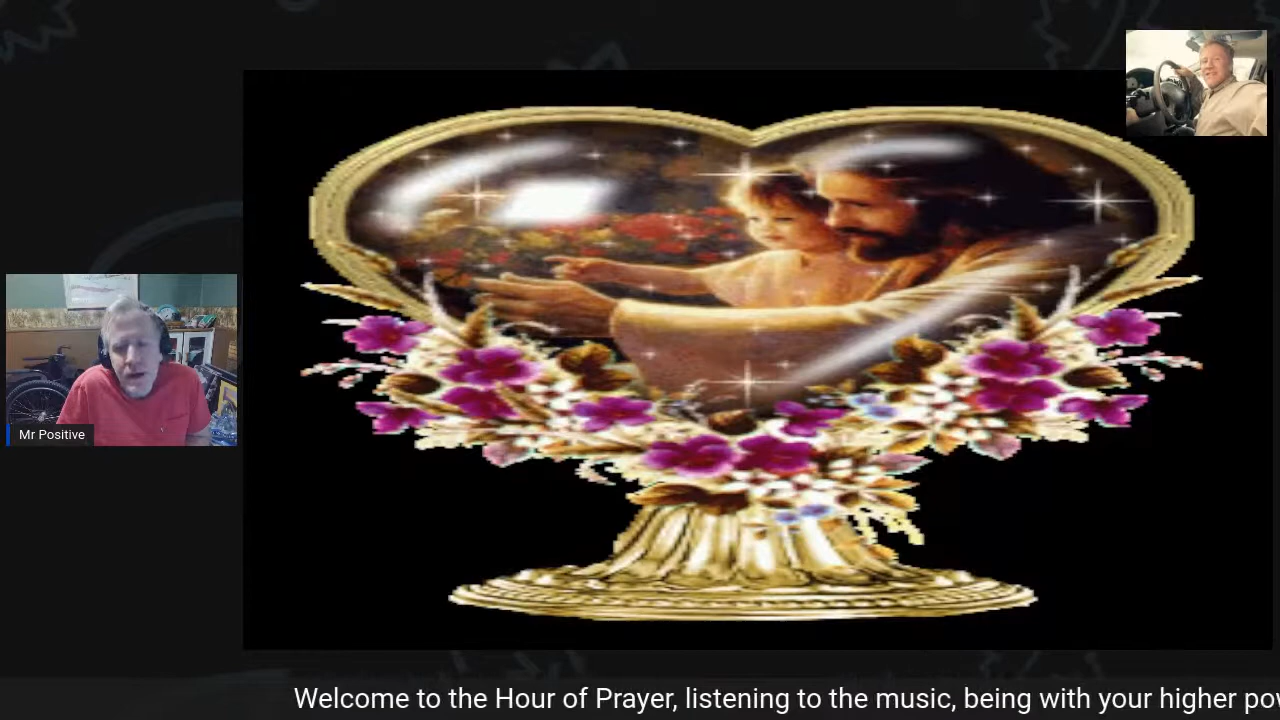 Mr Positive
Welcome to the Hour of Prayer, listening to the music, being with your higher